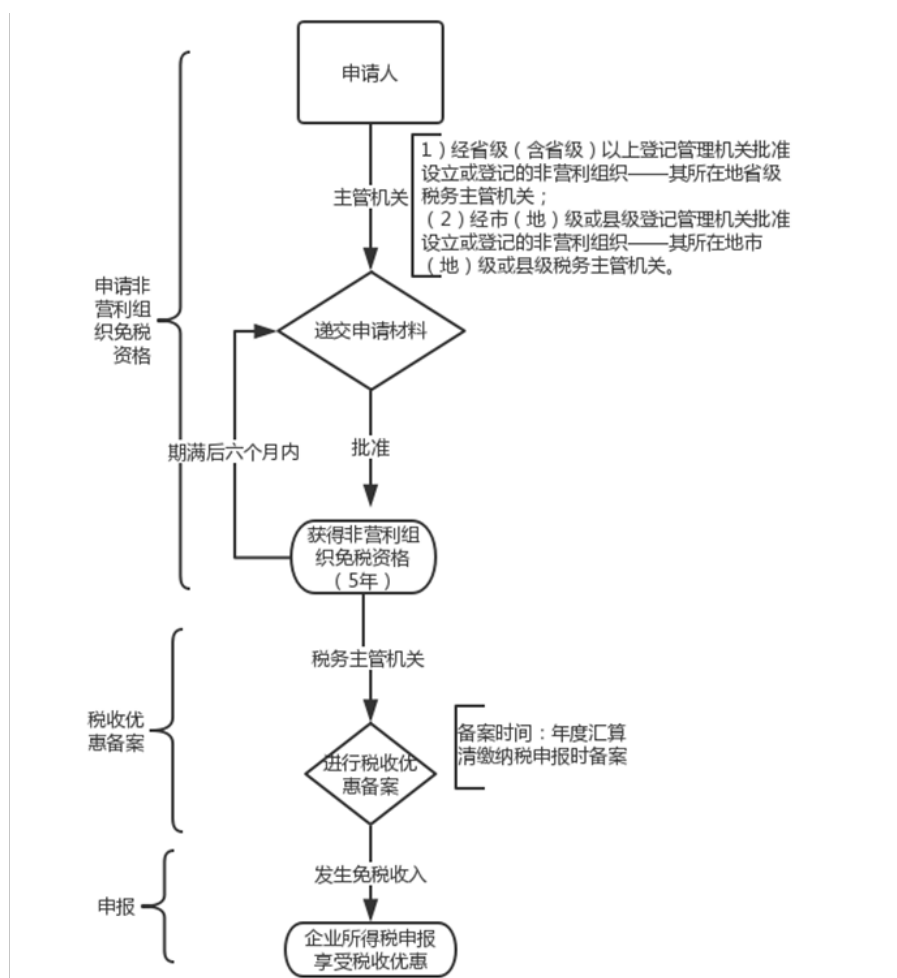 申请人
1）经省级（含省级）以上登记管理机关批准
设立或登记的非营利组织——其所在地省级
税务主管机关；
（2）经市（地）级或县级登记管理机关批准
设立或登记的非营利组织——其所在地市
（地）级或县级税务主管机关。
主管机关
申请非
营利组
织免税
资格
递交申请材料
期满后六个月内
批准
获得非营利组
织免税资格
（5年）
税务主管机关
税收优
惠备案
进行税收优
惠备案
备案时间：年度汇算
清缴纳税申报时备案
发生免税收入
申报
企业所得税申报
享受税收优惠